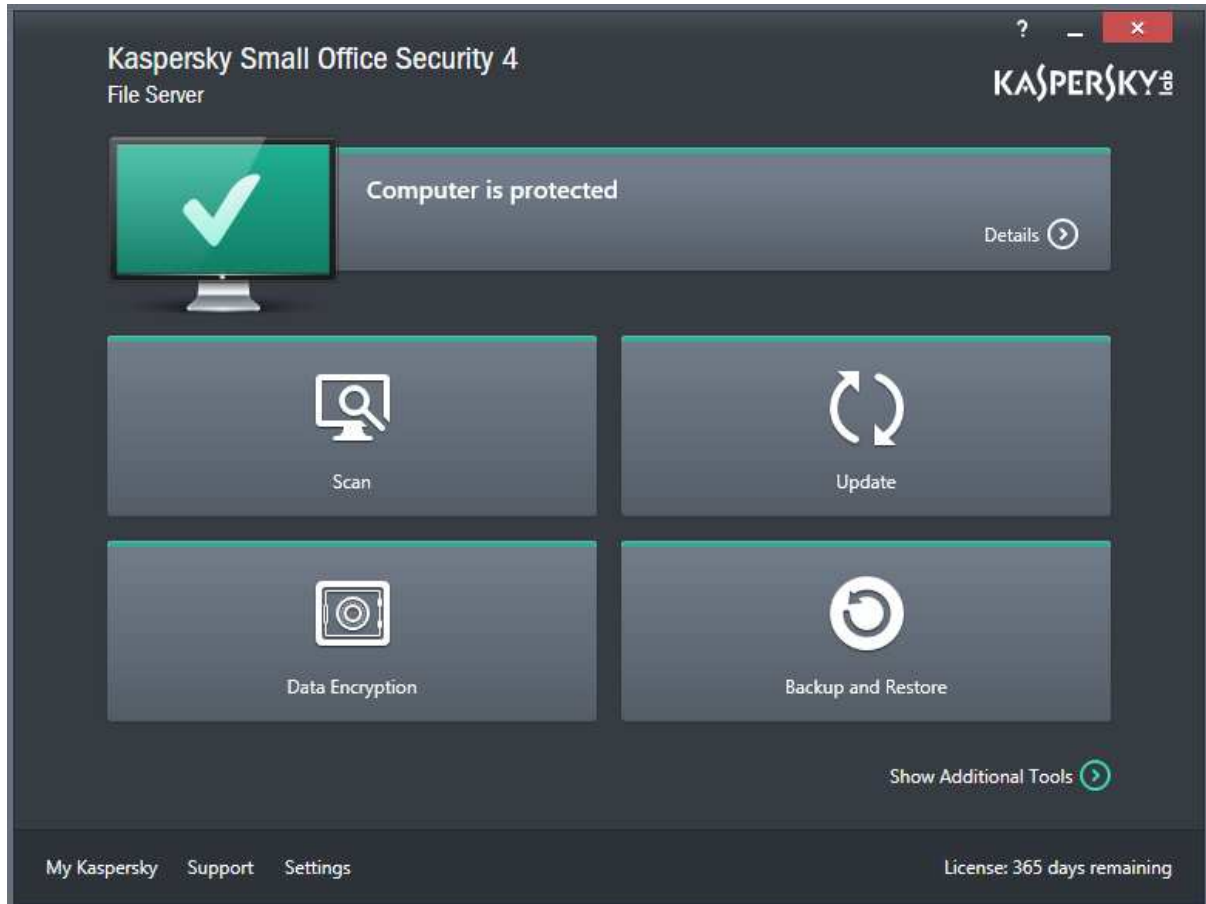 ?
Kaspersky Small Office Security 4
File Server
KASPERSKY lab
Computer is protected
Details
Scan
Update
Data Encryption
Backup and Restore
Show Additional Tools
My Kaspersky Support Settings
License: 365 days remaining